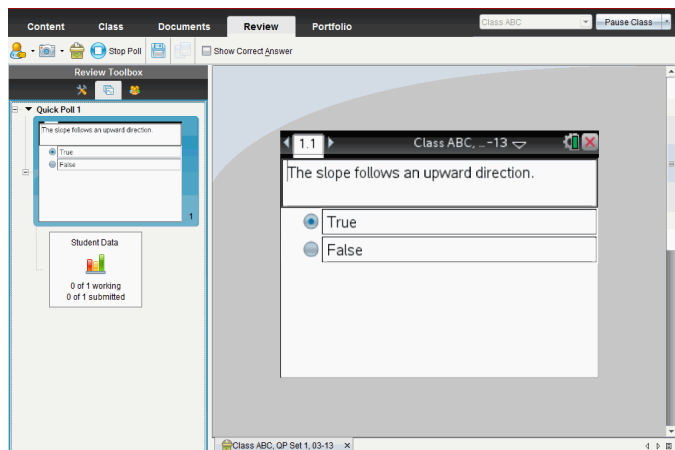 Content Class Documents Review Portfolio Class ABC Pause Class
Stop Poll Show Correct Answer
Review Toolbox
Quick Poll 1
The slope follows an upward direction.
True
False
1
Student Data
0 of 1 working
0 of 1 submitted
1.1 Class ABC, ...-13
The slope follows an upward direction.
True
False
Class ABC, QP Set 1, 03-13